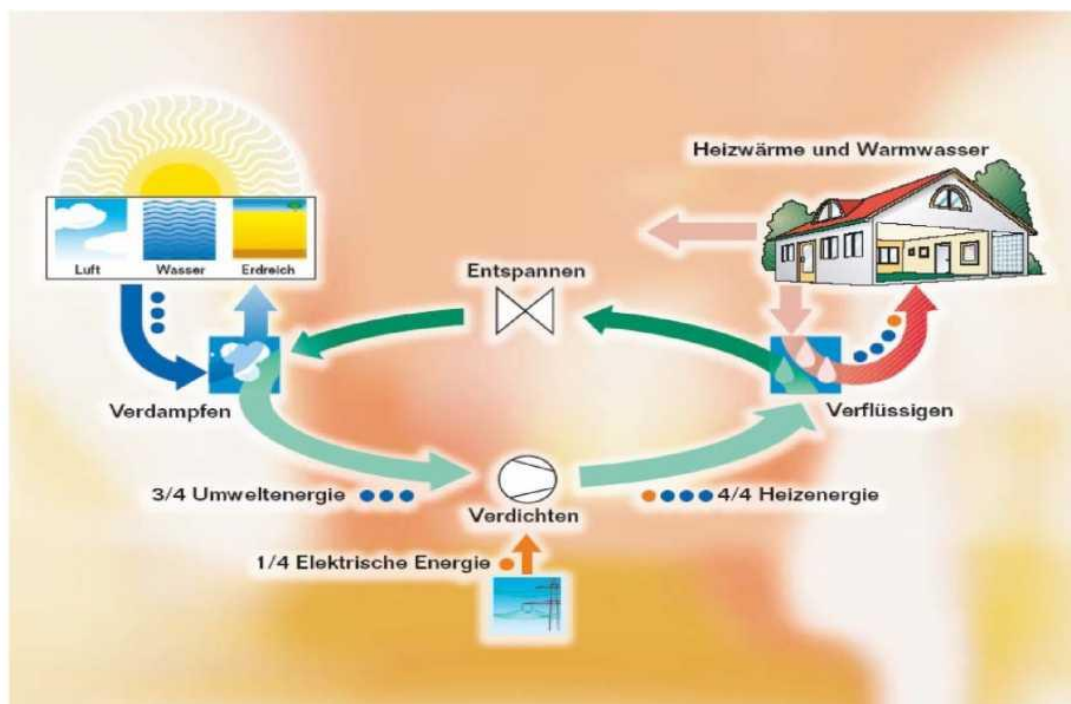 Heizwärme und Warmwasser
Luft Wasser Erdreich
Entspannen
Verdampfen
Verflüssigen
3/4 Umweltenergie
4/4 Heizenergie
Verdichten
1/4 Elektrische Energie